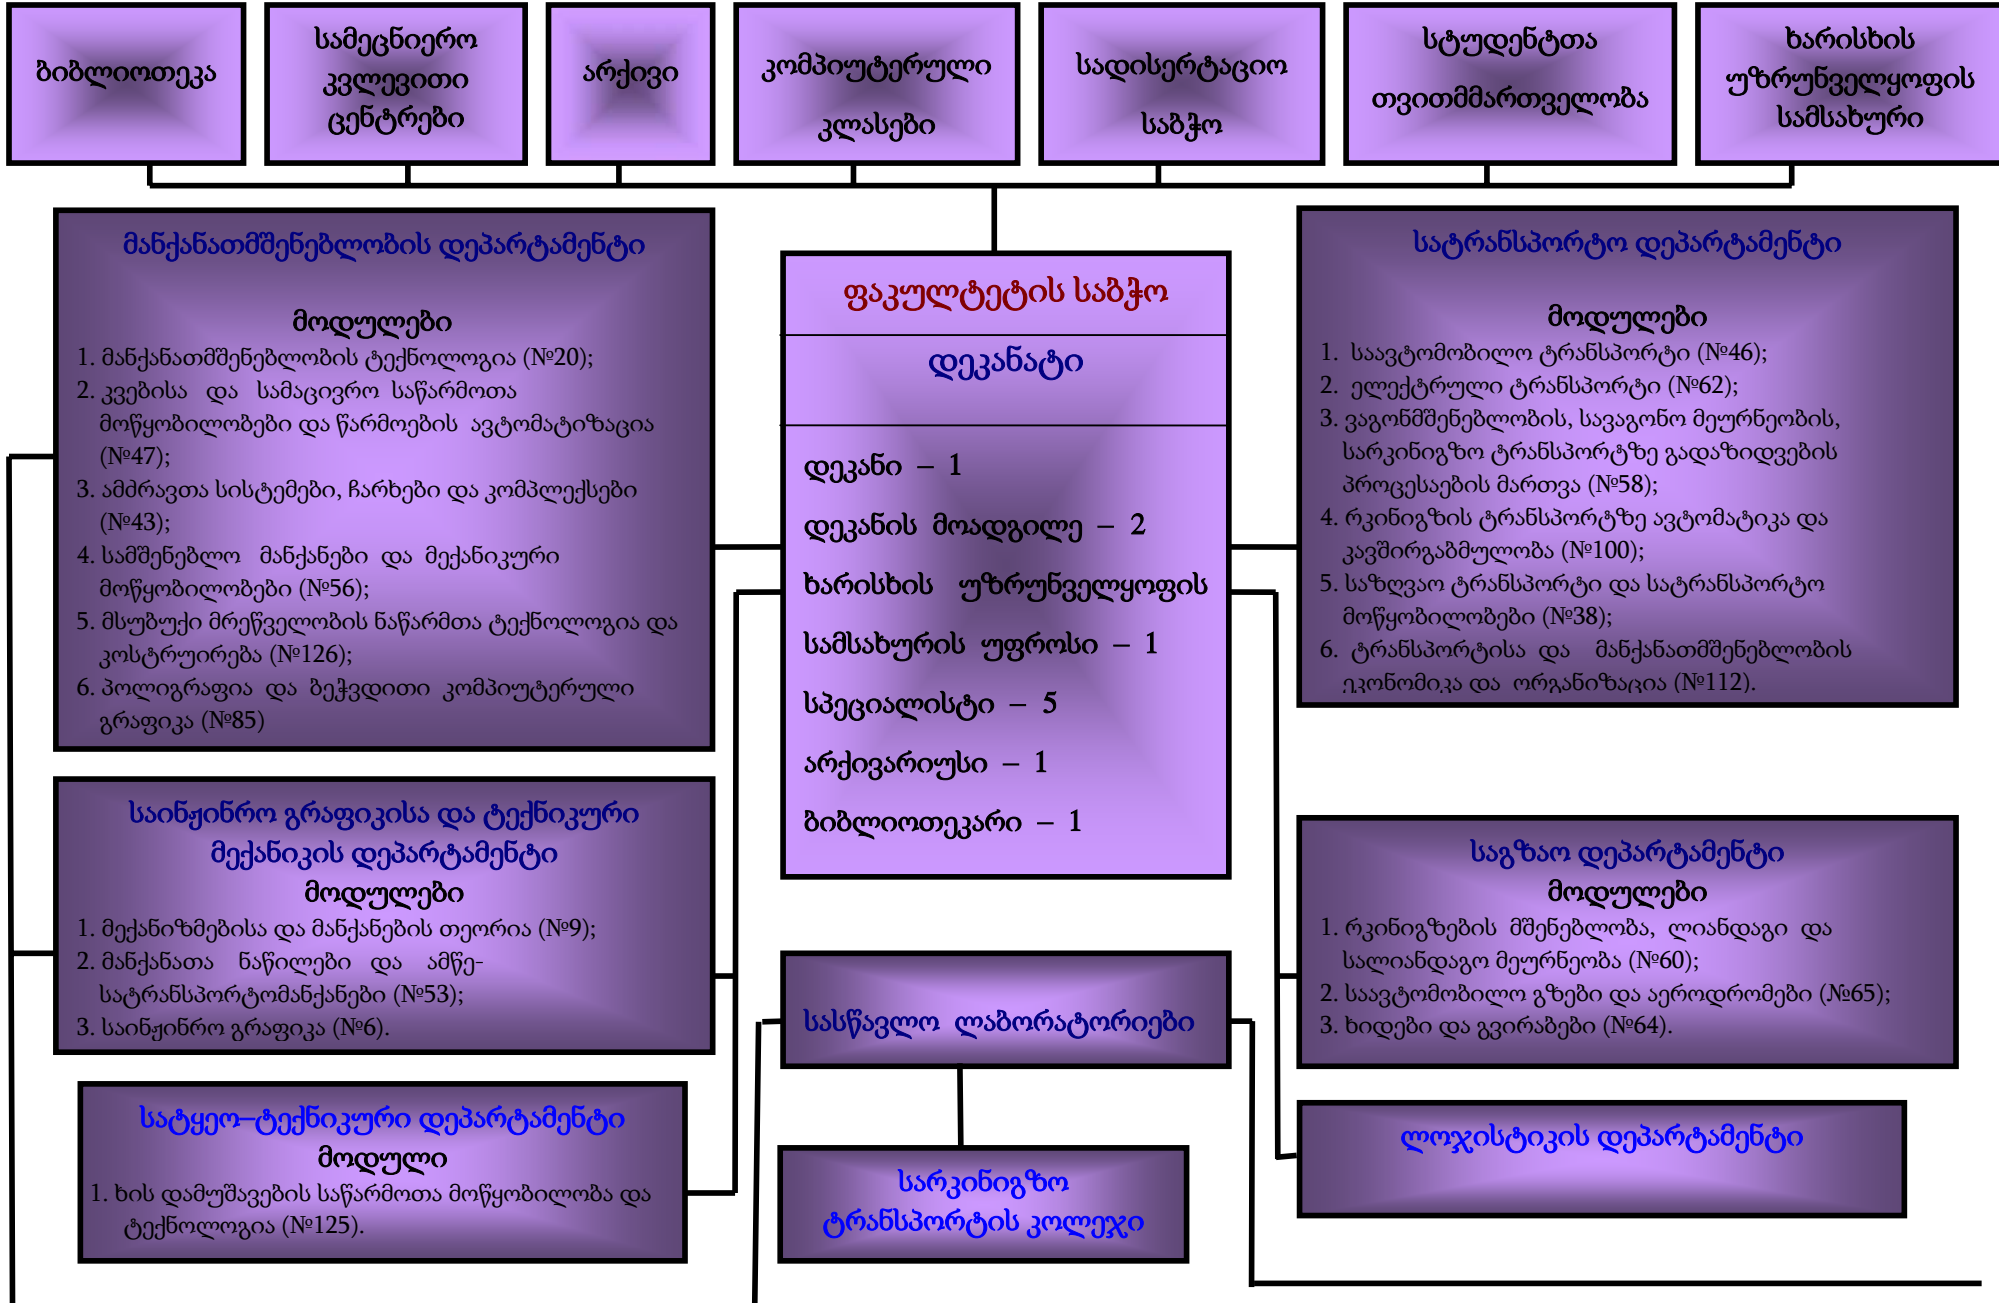 ბიბლიოთეკა
სამეცნიერო
კვლევითი
ცენტრები
არქივი
კომპიუტერული
კლასები
სადისერტაციო
საბჭო
სტუდენტთა
თვითმმართველობა
ხარისხის
უზრუნველყოფის
სამსახური
მანქანათმშენებლობის დეპარტამენტი
მოდულები
1. მანქანათმშენებლობის ტექნოლოგია (№20);
2. კვებისა და სამაცივრო საწარმოთა
მოწყობილობები და წარმოების ავტომატიზაცია
(№47);
3. ამძრავთა სისტემები, ჩარხები და კომპლექსები
(№43);
4. სამშენებლო მანქანები და მექანიკური
მოწყობილობები (№56);
5. მსუბუქი მრეწველობის ნაწარმთა ტექნოლოგია და
კოსტრუირება (№126);
6. პოლიგრაფია და ბეჭვდითი კომპიუტერული
გრაფიკა (№85)
საინჟინრო გრაფიკისა და ტექნიკური
მექანიკის დეპარტამენტი
მოდულები
1. მექანიზმებისა და მანქანების თეორია (№9);
2. მანქანათა ნაწილები და ამწე-
სატრანსპორტომანქანები (№53);
3. საინჟინრო გრაფიკა (№6).
სატყეო–ტექნიკური დეპარტამენტი
მოდული
1. ხის დამუშავების საწარმოთა მოწყობილობა და
ტექნოლოგია (№125).
ფაკულტეტის საბჭო
დეკანატი
დეკანი – 1
დეკანის მოადგილე – 2
ხარისხის უზრუნველყოფის
სამსახურის უფროსი – 1
სპეციალისტი – 5
არქივარიუსი – 1
ბიბლიოთეკარი – 1
სასწავლო ლაბორატორიები
სარკინიგზო
ტრანსპორტის კოლეჯი
სატრანსპორტო დეპარტამენტი
მოდულები
1. საავტომობილო ტრანსპორტი (№46);
2. ელექტრული ტრანსპორტი (№62);
3. ვაგონმშენებლობის, სავაგონო მეურნეობის,
სარკინიგზო ტრანსპორტზე გადაზიდვების
პროცესაების მართვა (№58);
4. რკინიგზის ტრანსპორტზე ავტომატიკა და
კავშირგაბმულობა (№100);
5. საზღვაო ტრანსპორტი და სატრანსპორტო
მოწყობილობები (№38);
6. ტრანსპორტისა და მანქანათმშენებლობის
ეკონომიკა და ორგანიზაცია (№112).
საგზაო დეპარტამენტი
მოდულები
1. რკინიგზების მშენებლობა, ლიანდაგი და
სალიანდაგო მეურნეობა (№60);
2. საავტომობილო გზები და აეროდრომები (№65);
3. ხიდები და გვირაბები (№64).
ლოჯისტიკის დეპარტამენტი